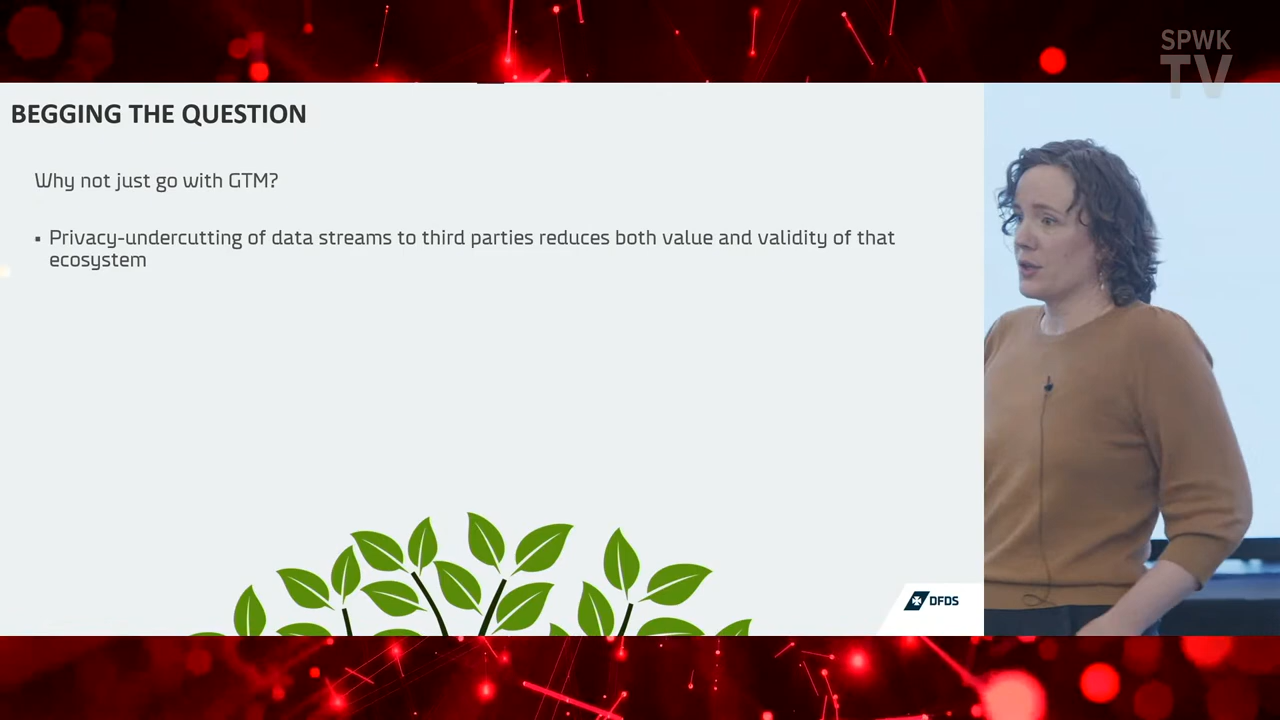 SPWK
TV
BEGGING THE QUESTION
Why not just go with GTM?
▪ Privacy-undercutting of data streams to third parties reduces both value and validity of that
ecosystem
DFDS